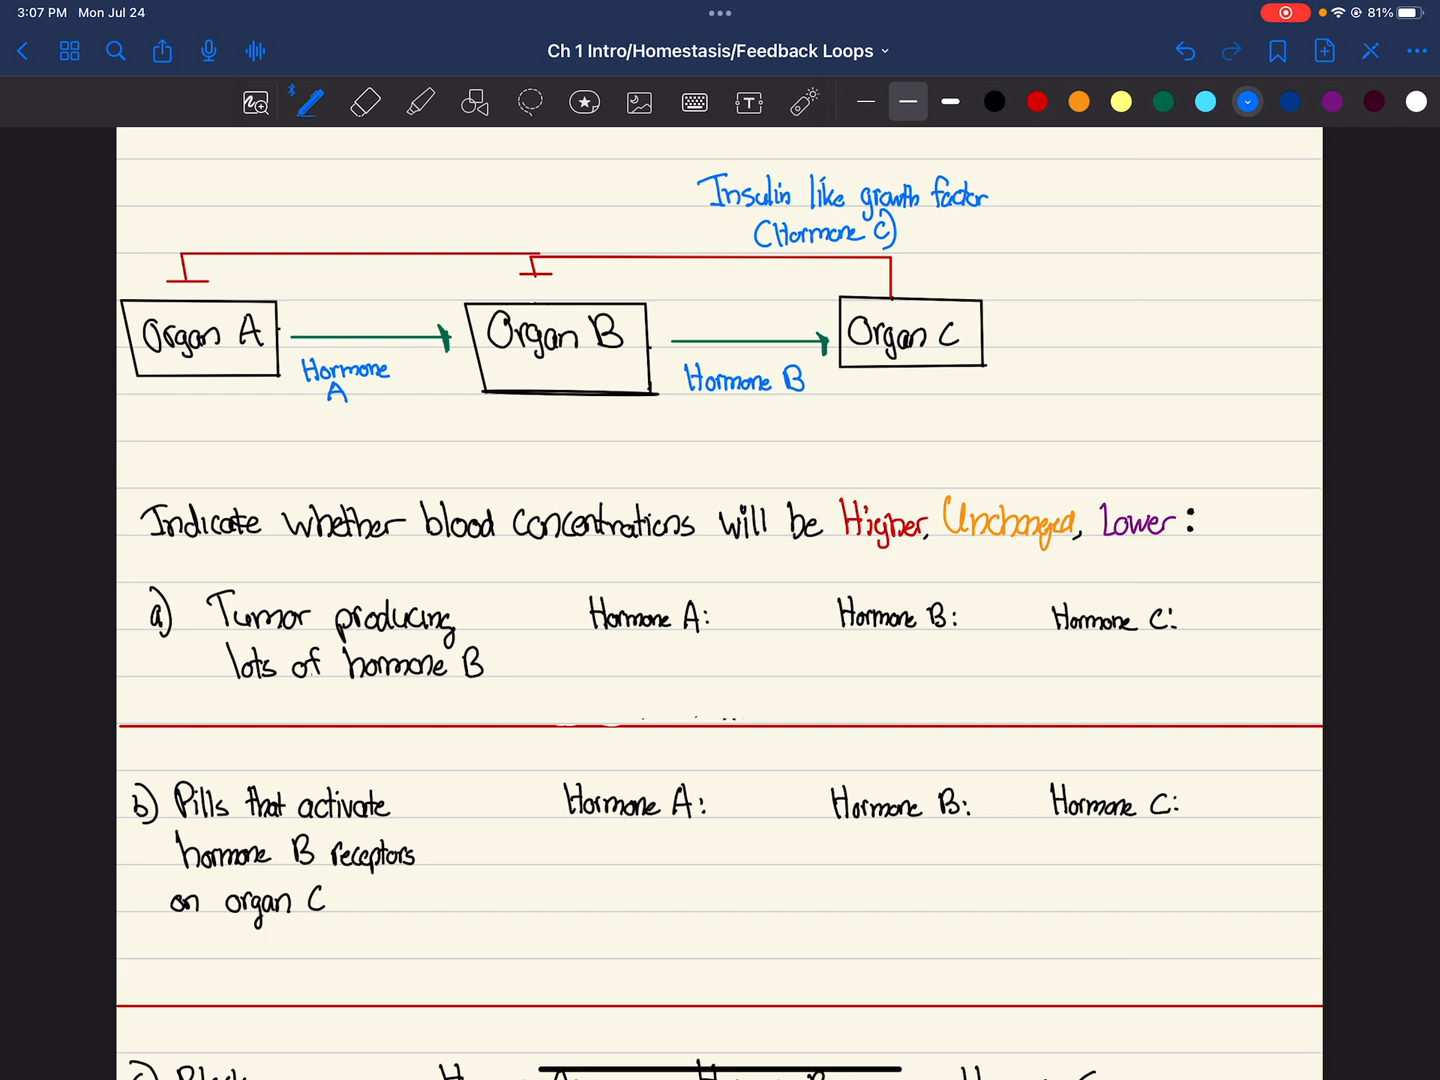 3:07 PM Mon Jul 24
81%
Ch 1 Intro/Homestasis/Feedback Loops
Insulin like growth factor
(Hormone C)
Organ A
Organ B
Organ C
Hormone
A
Hormone B
Indicate whether blood concentrations will be Higher, Unchanged, Lower:
a) Tumor producing Hormone A: Hormone B: Hormone C:
lots of hormone B
b) Pills that activate Hormone A: Hormone B: Hormone C:
hormone B receptors
on organ C